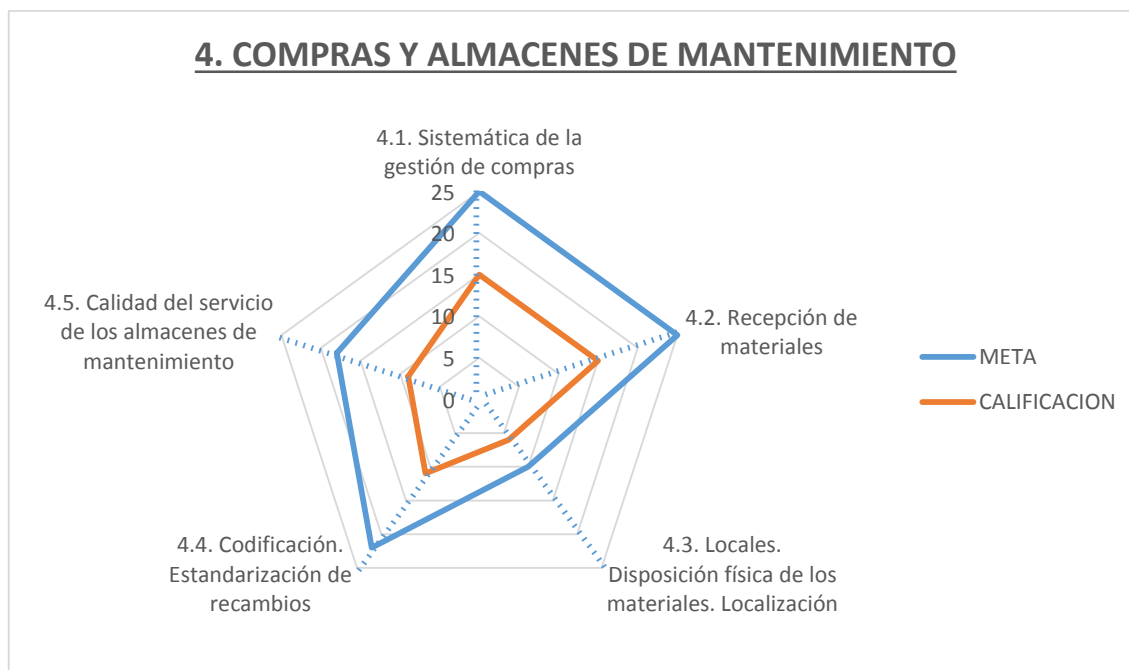 4. COMPRAS Y ALMACENES DE MANTENIMIENTO
4.1. Sistemática de la
gestión de compras
25
20
15
10
5
0
4.2. Recepción de
materiales
4.3. Locales.
Disposición física de los
materiales. Localización
4.4. Codificación.
Estandarización de
recambios
4.5. Calidad del servicio
de los almacenes de
mantenimiento
META
CALIFICACION